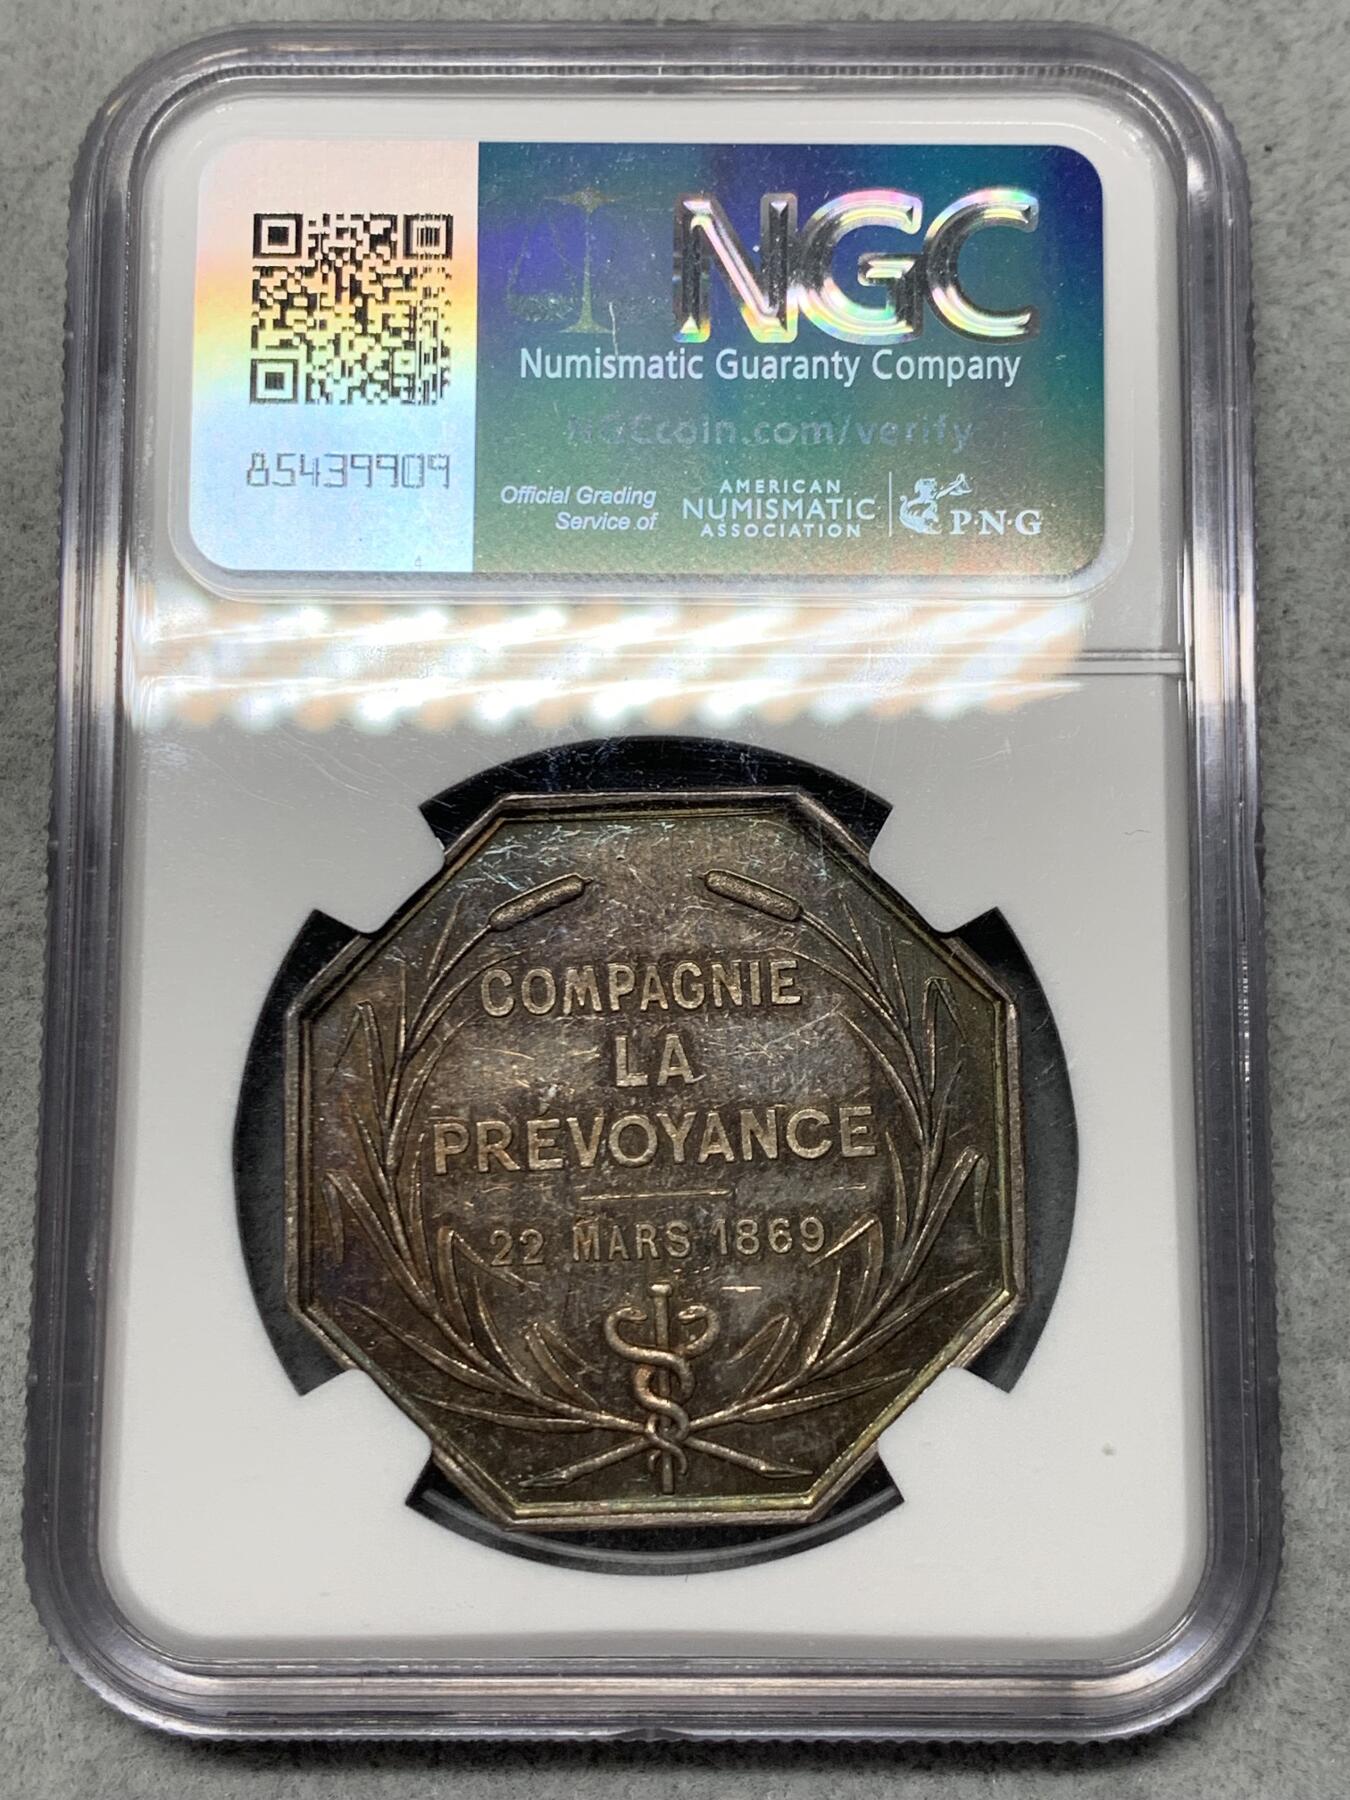 NGC
Numismatic Guaranty Company
NGCcoin.com/verify
85439909
Official Grading
Service of
AMERICAN
NUMISMATIC
ASSOCIATION
P·N·G
4
COMPAGNIE
LA
PRÉVOYANCE
22 MARS 1869